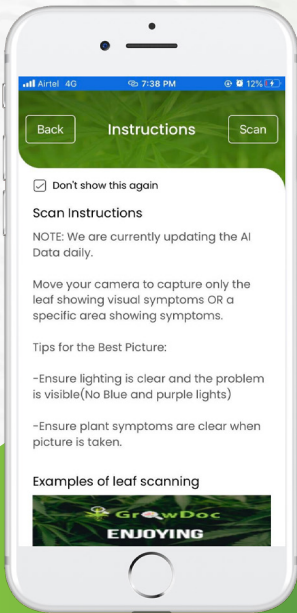 Airtel 4G 7:38 PM 12%
Back Instructions Scan
Don't show this again
Scan Instructions
NOTE: We are currently updating the AI
Data daily.
Move your camera to capture only the
leaf showing visual symptoms OR a
specific area showing symptoms.
Tips for the Best Picture:
-Ensure lighting is clear and the problem
is visible(No Blue and purple lights)
-Ensure plant symptoms are clear when
picture is taken.
Examples of leaf scanning
GrowDoc
ENJOYING